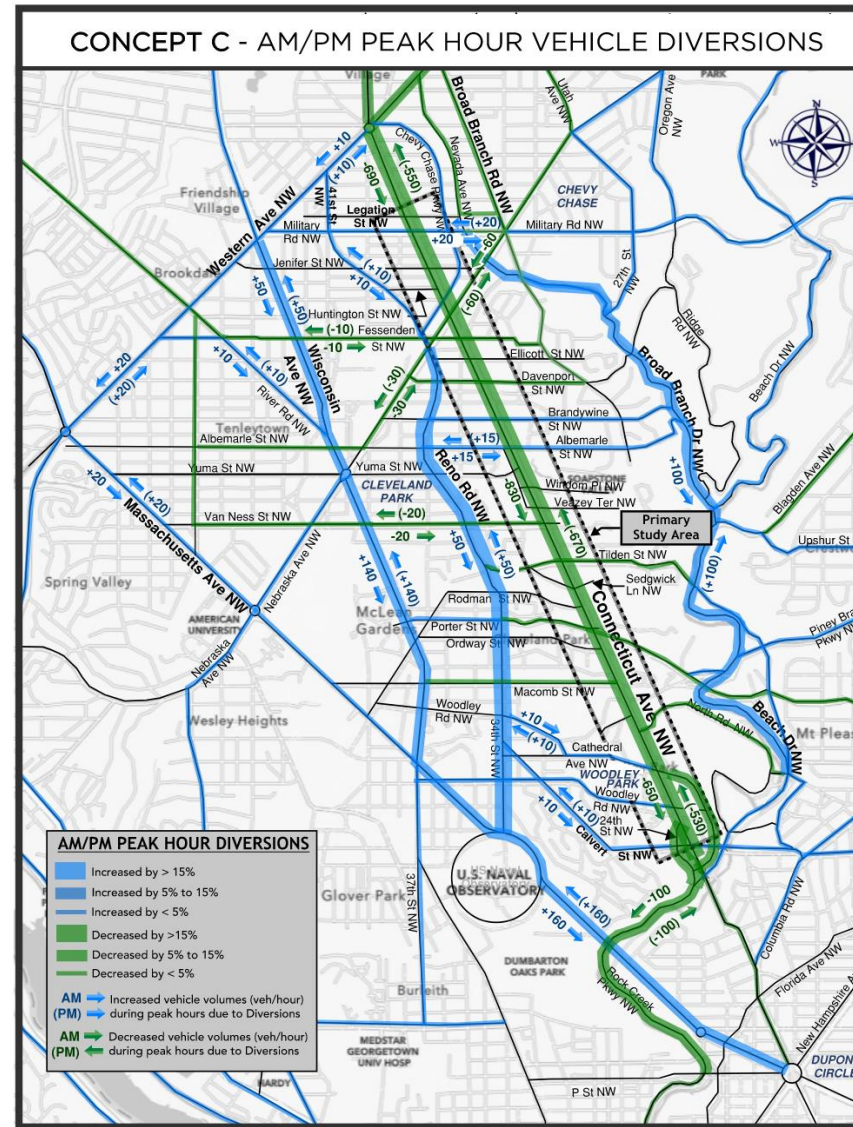 CONCEPT C - AM/PM PEAK HOUR VEHICLE DIVERSIONS
Village
PARK
Utah
Ave NW
Oregon Ave
NW
Broad Branch Rd NW
Nevada Ave NW
Chevy Chase Pkwy NW
N
W
E
S
+10
(+10)
-690
(-550)
41st St
NW
Friendship
Village
CHEVY
CHASE
Western Ave NW
Legation
St NW
Military
Rd NW
(+20)
+20
-60
(-60)
Military Rd NW
27th St
NW
Brookdale
Jenifer St NW
(+10)
+10
Ridge
Rd NW
Beach Dr NW
+50
(+50)
Huntington St NW
(-10)
Fessenden
-10
St NW
Wisconsin
Ave NW
Ellicott St NW
Davenport
St NW
Broad Branch Dr NW
+20
(+20)
+10
(+10)
River Rd NW
(-30)
-30
Brandywine
St NW
Tenleytown
Albemarle St NW
(+15)
+15
Albemarle
St NW
Yuma St NW
Yuma St NW
Reno Rd NW
+100
Blagden Ave NW
CLEVELAND
PARK
-830
Windom Pl NW
Veazey Ter NW
+20
(+20)
Massachusetts Ave NW
Van Ness St NW
(-20)
-20
(-670)
Primary
Study Area
Upshur St
Tilden St NW
(+100)
+50
(+50)
Spring Valley
Nebraska Ave NW
+140
(+140)
Sedgwick
Ln NW
Rodman St NW
AMERICAN
UNIVERSITY
McLean
Gardens
Porter St NW
Ordway St NW
Connecticut Ave NW
Piney Bra
Pkwy NW
Nebraska
Ave NW
Macomb St NW
Wesley Heights
Woodley
Rd NW
34th St NW
+10
(+10)
North Rd NW
Beach Dr NW
Mt Pleas
Cathedral
Ave NW
WOODLEY
PARK
Woodley
Rd NW
-650
(-530)
+10
(+10)
Calvert
St NW
24th
St NW
AM/PM PEAK HOUR DIVERSIONS
Increased by > 15%
Increased by 5% to 15%
Increased by < 5%
Decreased by >15%
Decreased by 5% to 15%
Decreased by < 5%
AM
(PM)
Increased vehicle volumes (veh/hour)
during peak hours due to Diversions
AM
(PM)
Decreased vehicle volumes (veh/hour)
during peak hours due to Diversions
37th St NW
Glover Park
U.S. NAVAL
OBSERVATORY
-100
(-100)
+160
(+160)
Columbia Rd NW
DUMBARTON
OAKS PARK
Rock Creek
Pkwy NW
Florida Ave NW
New Hampshire Av
Burleith
MEDSTAR
GEORGETOWN
UNIV HOSP
HARDY
P St NW
DUPON
CIRCLE